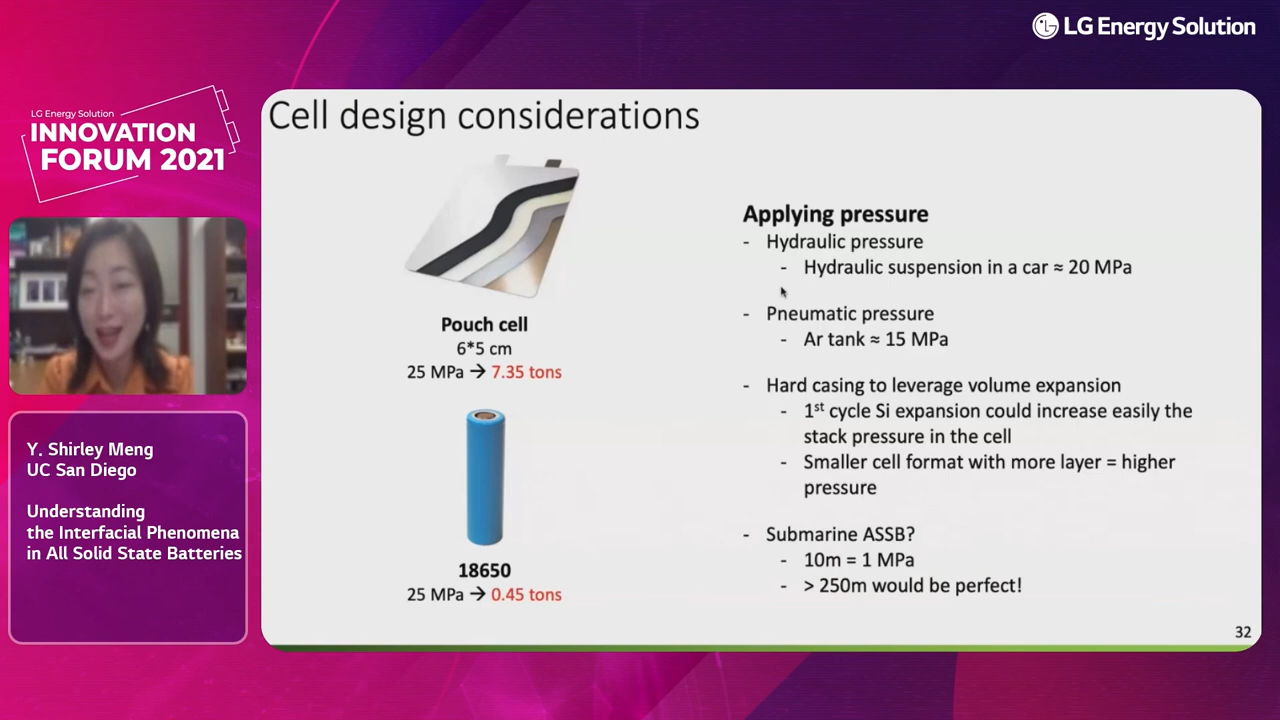 LG Energy Solution
LG Energy Solution
INNOVATION
FORUM 2021
Y. Shirley Meng
UC San Diego
Understanding
the Interfacial Phenomena
in All Solid State Batteries
Cell design considerations
Pouch cell
6*5 cm
25 MPa → 7.35 tons
18650
25 MPa → 0.45 tons
Applying pressure
- Hydraulic pressure
- Hydraulic suspension in a car ≈ 20 MPa
- Pneumatic pressure
- Ar tank ≈ 15 MPa
- Hard casing to leverage volume expansion
- 1st cycle Si expansion could increase easily the
stack pressure in the cell
- Smaller cell format with more layer = higher
pressure
- Submarine ASSB?
- 10m = 1 MPa
- > 250m would be perfect!
32